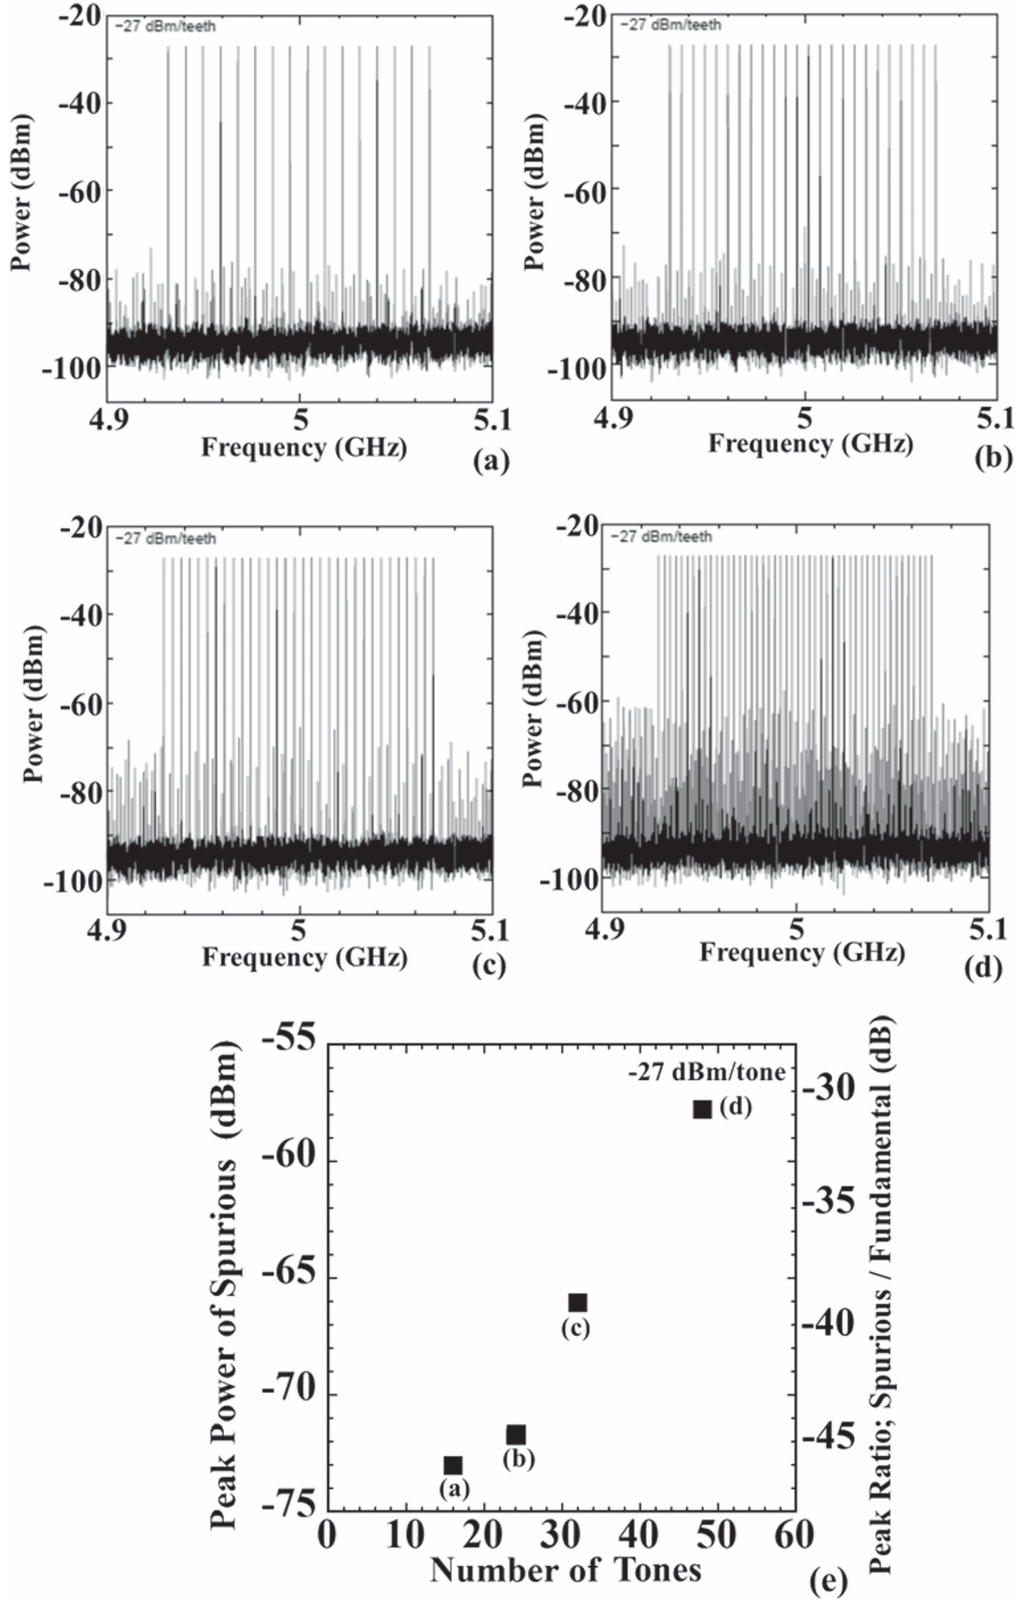 -20
−27 dBm/teeth
-40
-60
-80
-100
Power (dBm)
4.9
5
5.1
Frequency (GHz)
(a)
-20
−27 dBm/teeth
-40
-60
-80
-100
Power (dBm)
4.9
5
5.1
Frequency (GHz)
(b)
-20
−27 dBm/teeth
-40
-60
-80
-100
Power (dBm)
4.9
5
5.1
Frequency (GHz)
(c)
-20
−27 dBm/teeth
-40
-60
-80
-100
Power (dBm)
4.9
5
5.1
Frequency (GHz)
(d)
-55
-60
-65
-70
-75
Peak Power of Spurious (dBm)
-27 dBm/tone
(d)
(c)
(b)
(a)
-30
-35
-40
-45
Peak Ratio; Spurious / Fundamental (dB)
0
10
20
30
40
50
60
Number of Tones
(e)